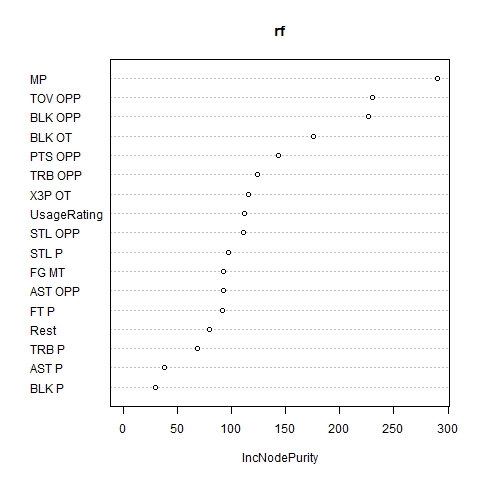 rf
MP
TOV OPP
BLK OPP
BLK OT
PTS OPP
TRB OPP
X3P OT
UsageRating
STL OPP
STL P
FG MT
AST OPP
FT P
Rest
TRB P
AST P
BLK P
0 50 100 150 200 250 300
IncNodePurity